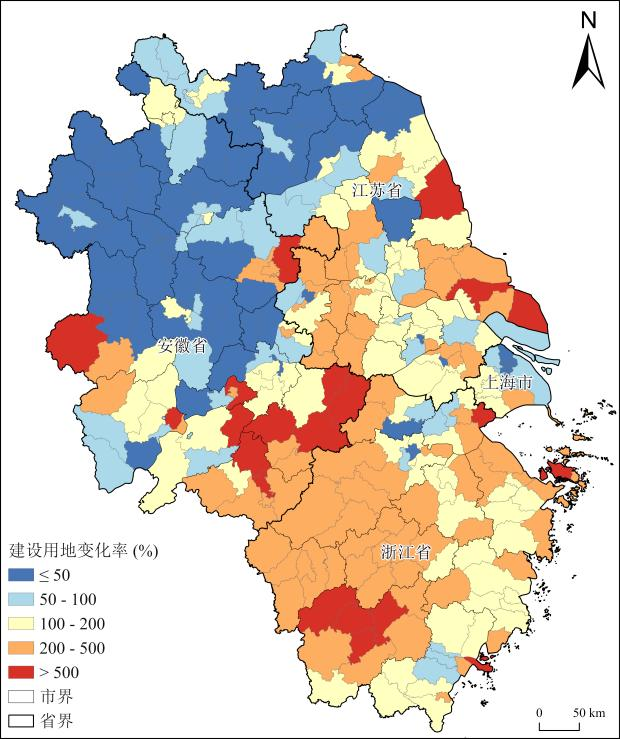 N
江苏省
安徽省
上海市
浙江省
建设用地变化率 (%)
≤ 50
50 - 100
100 - 200
200 - 500
> 500
市界
省界
0 50 km